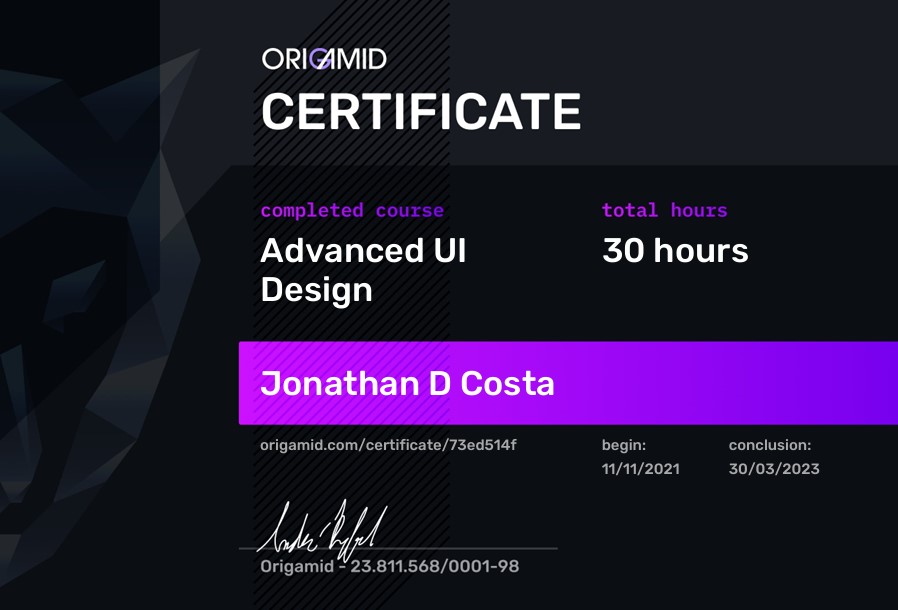 ORIGAMID
CERTIFICATE
completed course
Advanced UI
Design
total hours
30 hours
Jonathan D Costa
origamid.com/certificate/73ed514f
begin:
11/11/2021
conclusion:
30/03/2023
Origamid - 23.811.568/0001-98